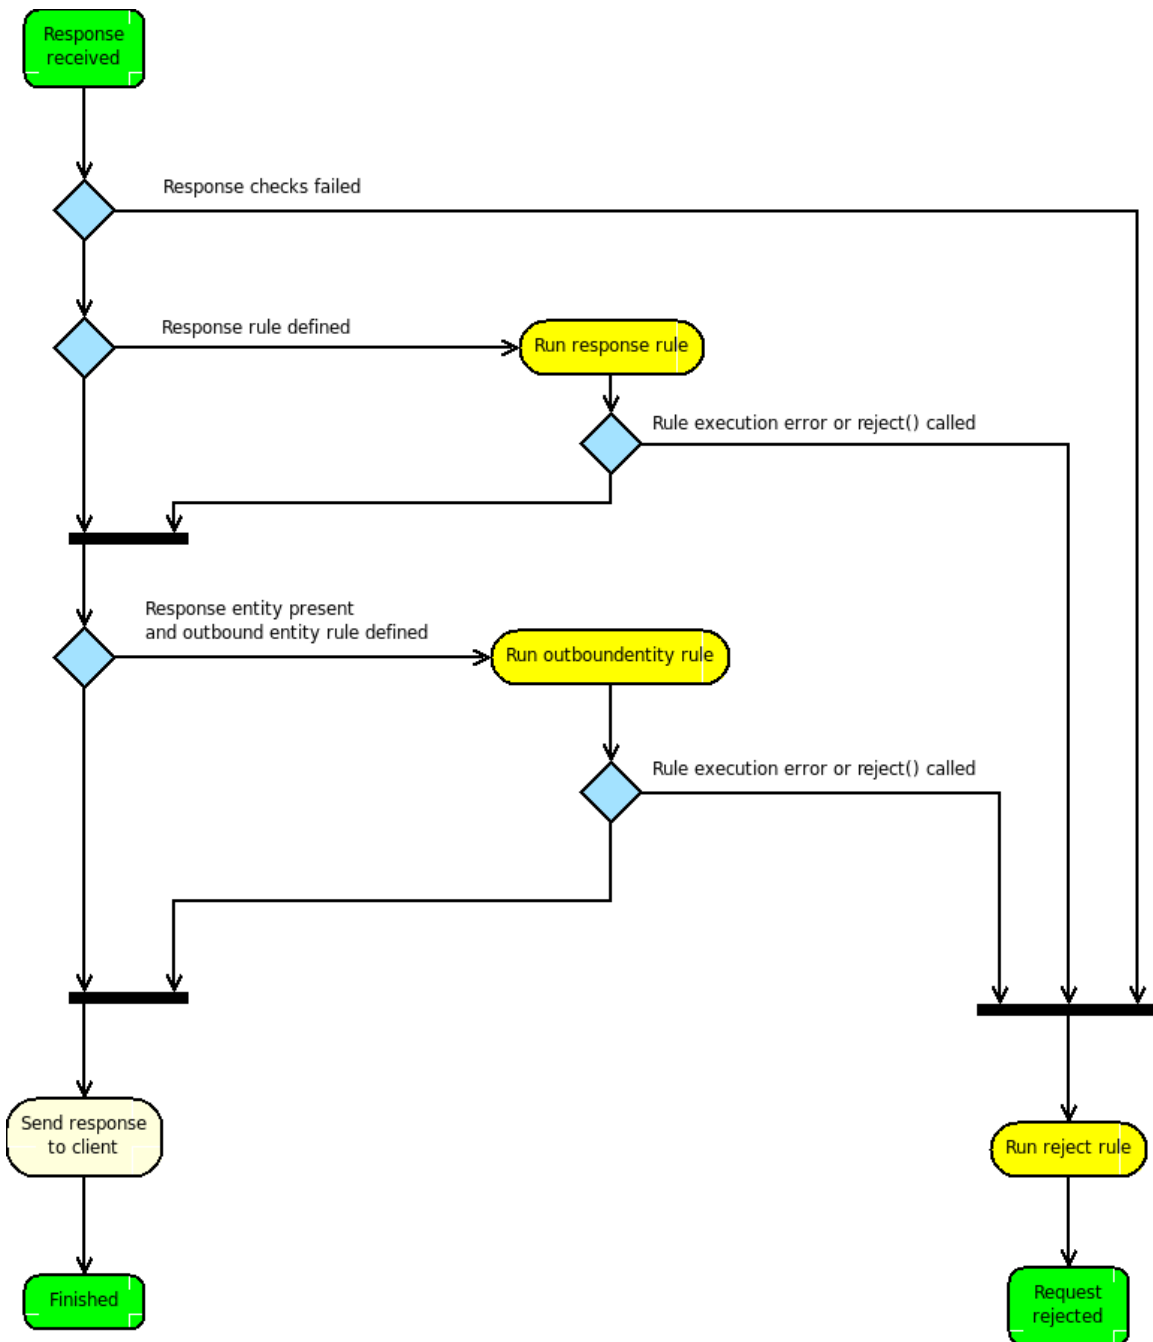 Response
received
Response checks failed
Response rule defined
Run response rule
Rule execution error or reject() called
Response entity present
and outbound entity rule defined
Run outboundentity rule
Rule execution error or reject() called
Send response
to client
Run reject rule
Finished
Request
rejected